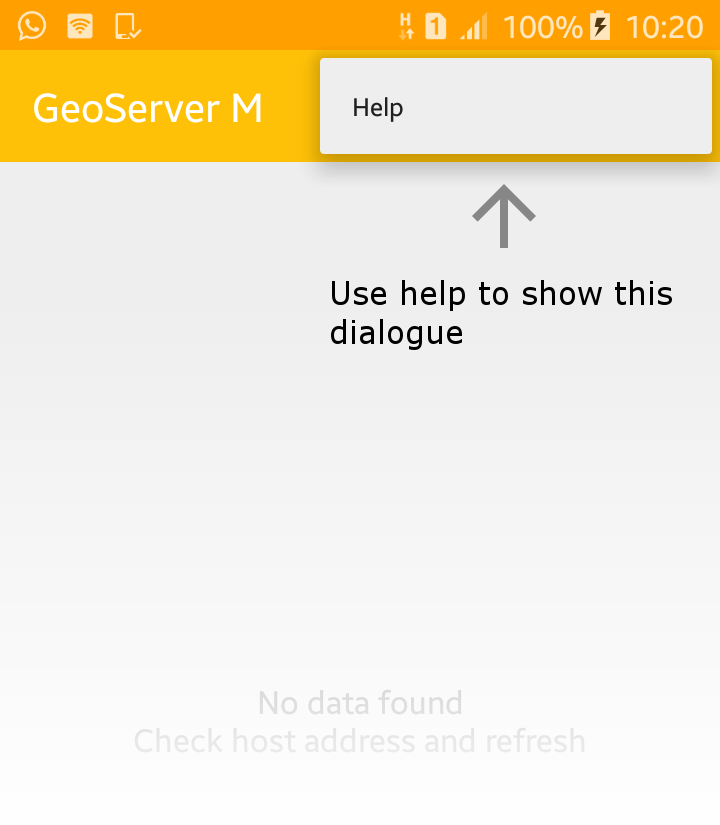 H 1 100% 10:20
GeoServer M
Help
Use help to show this
dialogue
No data found
Check host address and refresh